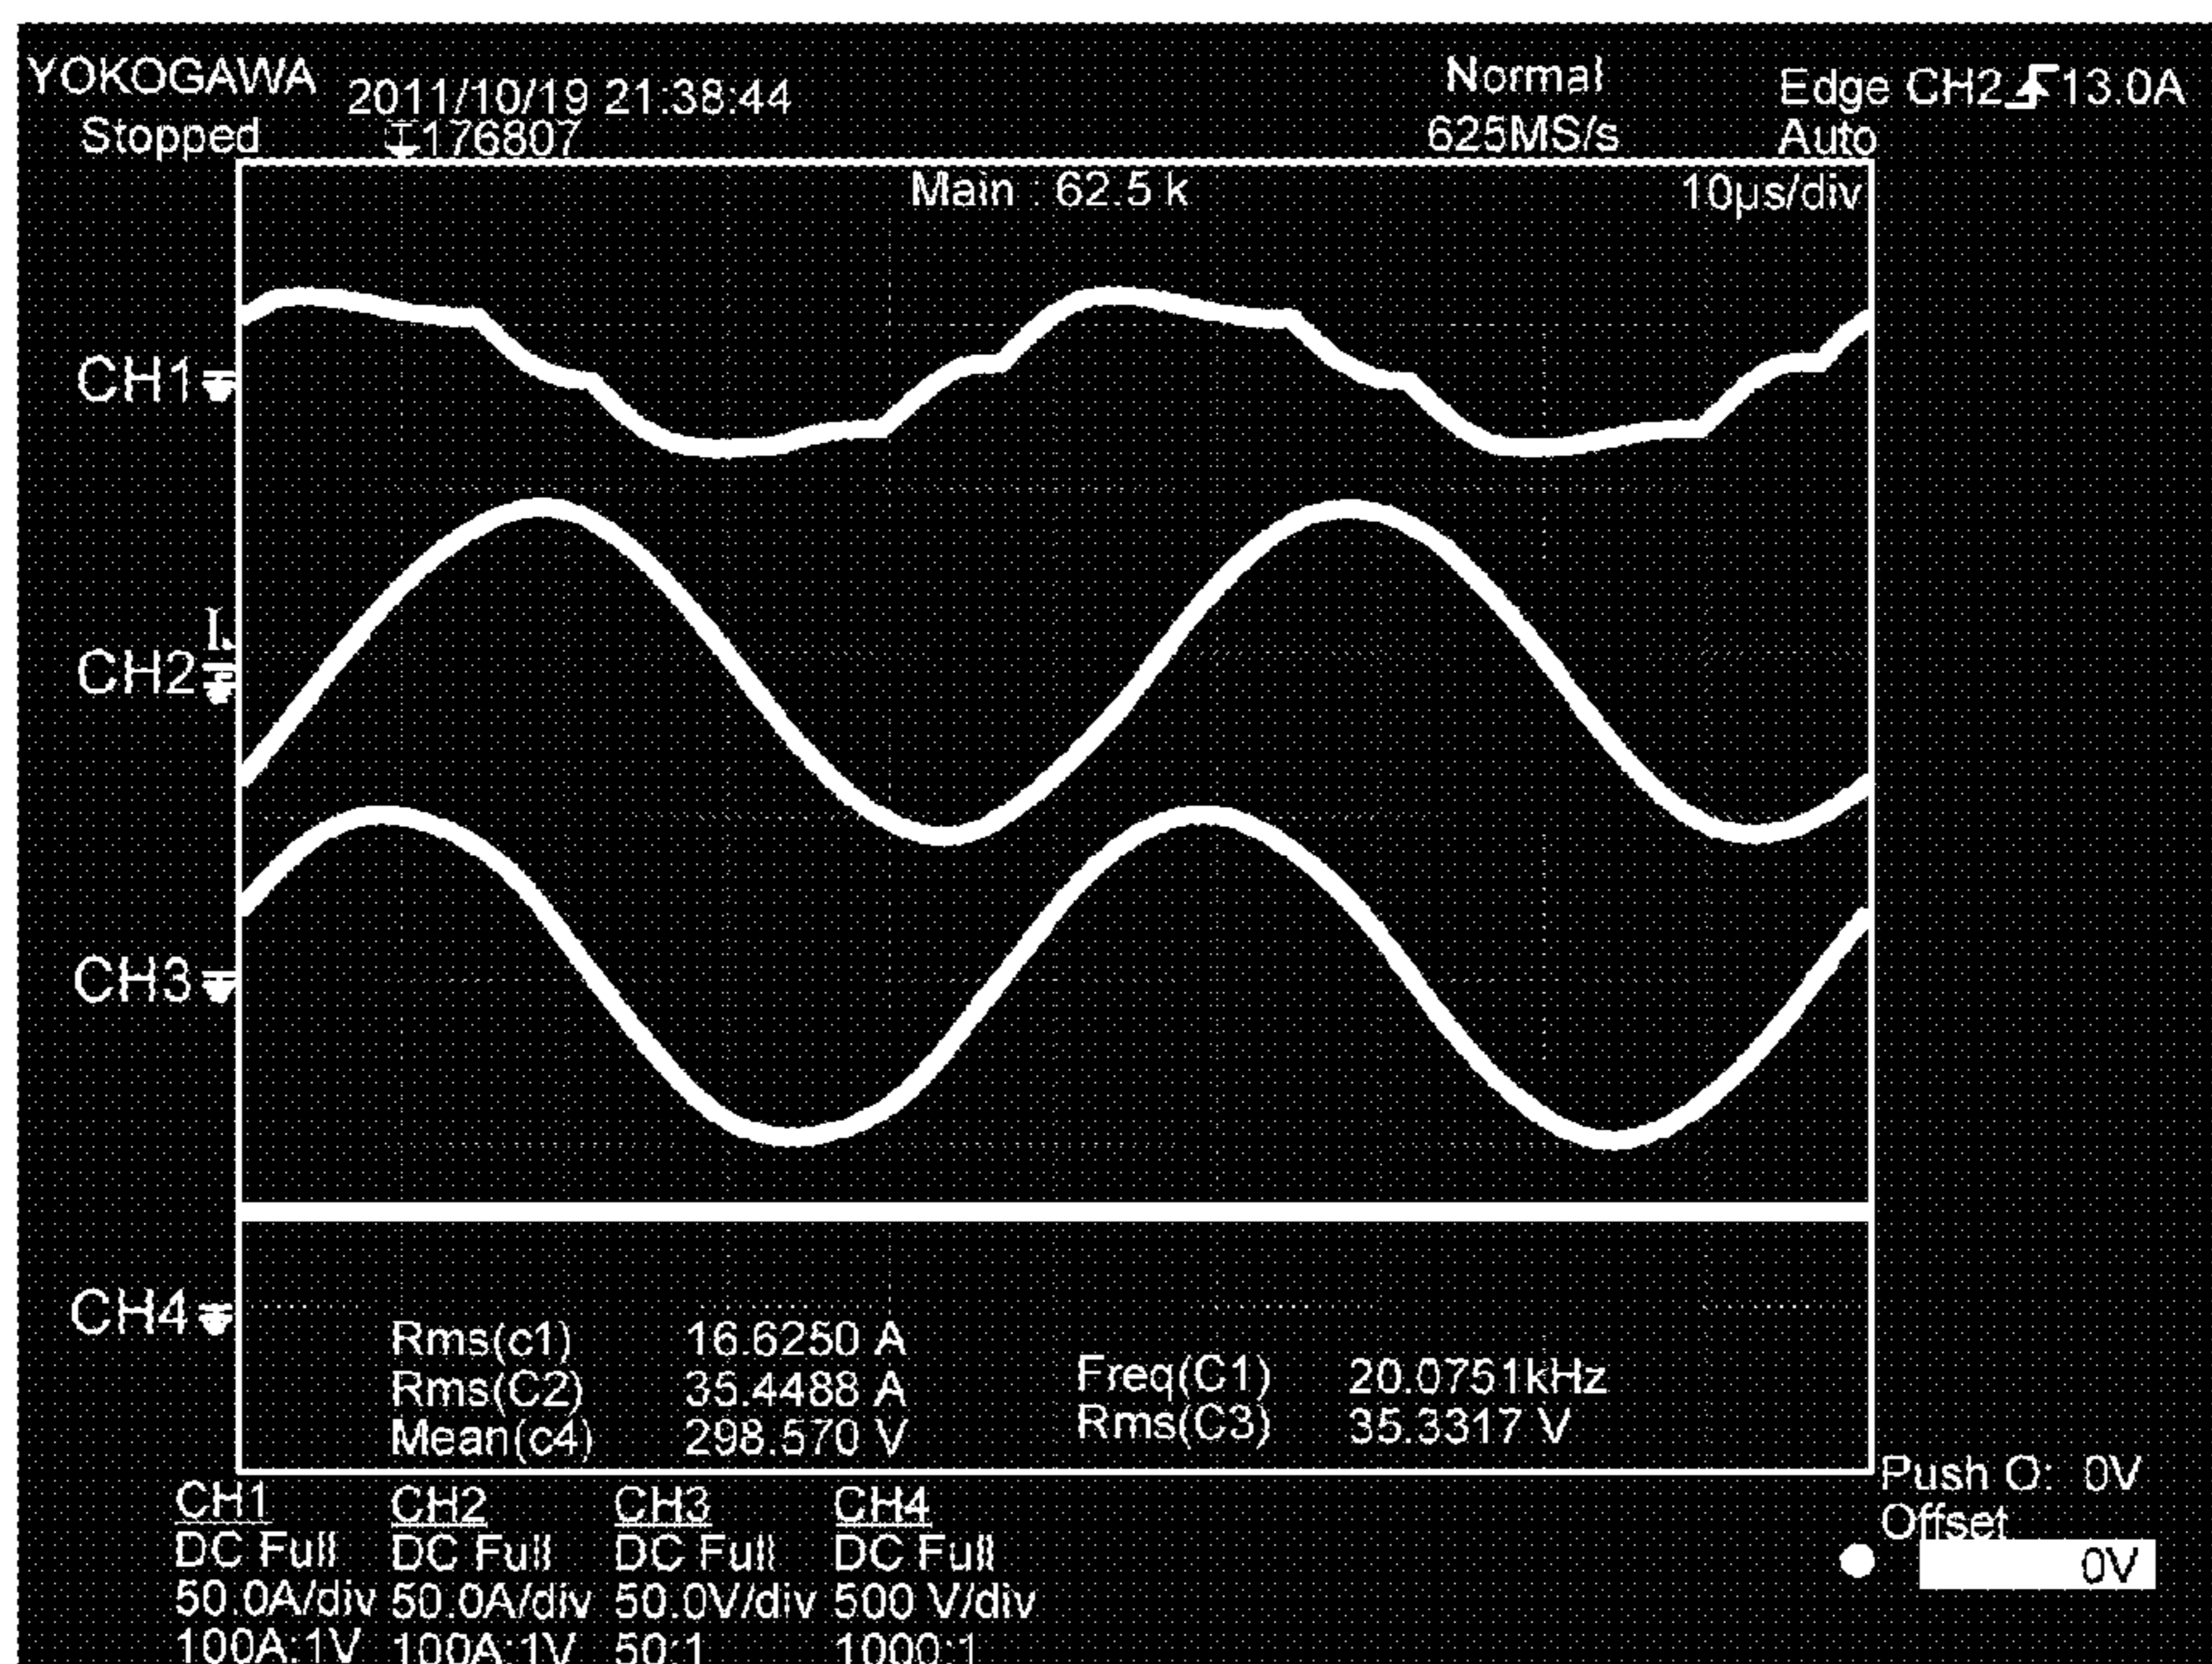 YOKOGAWA
2011/10/19 21:38:44
Normal
Edge CH2 13.0A
Stopped
176807
625MS/s
Auto
Main : 62.5 k
10μs/div
CH1
CH2
CH3
CH4
Rms(c1) 16.6250 A
Rms(C2) 35.4488 A
Mean(c4) 298.570 V
Freq(C1) 20.0751kHz
Rms(C3) 35.3317 V
Push O: 0V
Offset
0V
CH1 CH2 CH3 CH4
DC Full DC Full DC Full DC Full
50.0A/div 50.0A/div 50.0V/div 500 V/div
100A:1V 100A:1V 50:1 1000:1